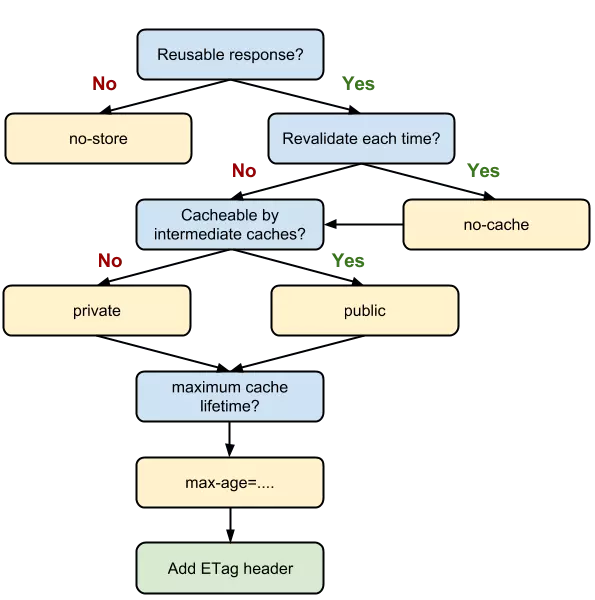 Reusable response?
No
Yes
no-store
Revalidate each time?
No
Yes
Cacheable by
intermediate caches?
no-cache
No
Yes
private
public
maximum cache
lifetime?
max-age=....
Add ETag header